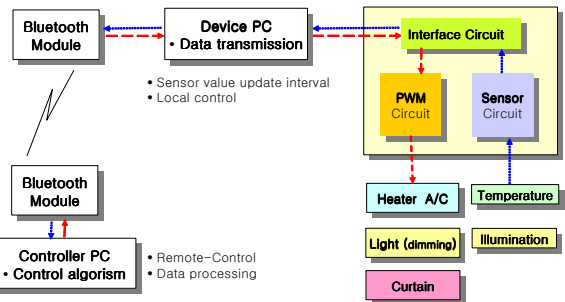 Bluetooth
Module
Device PC
• Data transmission
Interface Circuit
• Sensor value update interval
• Local control
PWM
Circuit
Sensor
Circuit
Bluetooth
Module
Heater A/C
Temperature
Controller PC
• Control algorism
• Remote-Control
• Data processing
Light (dimming)
Illumination
Curtain